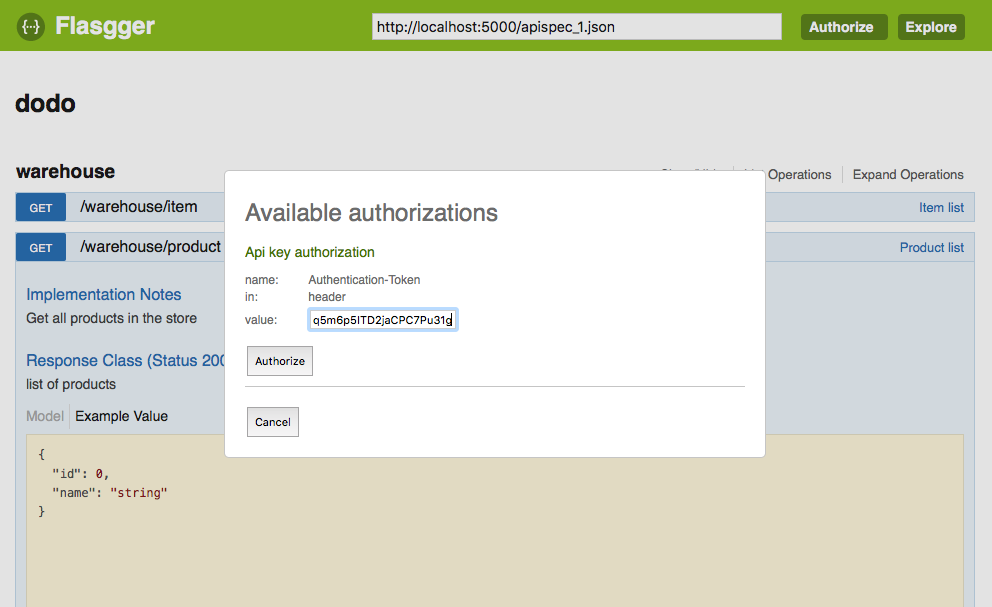 {··} Flasgger
http://localhost:5000/apispec_1.json
Authorize
Explore
dodo
warehouse
Operations
Expand Operations
GET /warehouse/item
Item list
GET /warehouse/product
Product list
Implementation Notes
Get all products in the store
Response Class (Status 200
list of products
Model Example Value
{
"id": 0,
"name": "string"
}
Available authorizations
Api key authorization
name: Authentication-Token
in: header
value: q5m6p5ITD2jaCPC7Pu31g
Authorize
Cancel